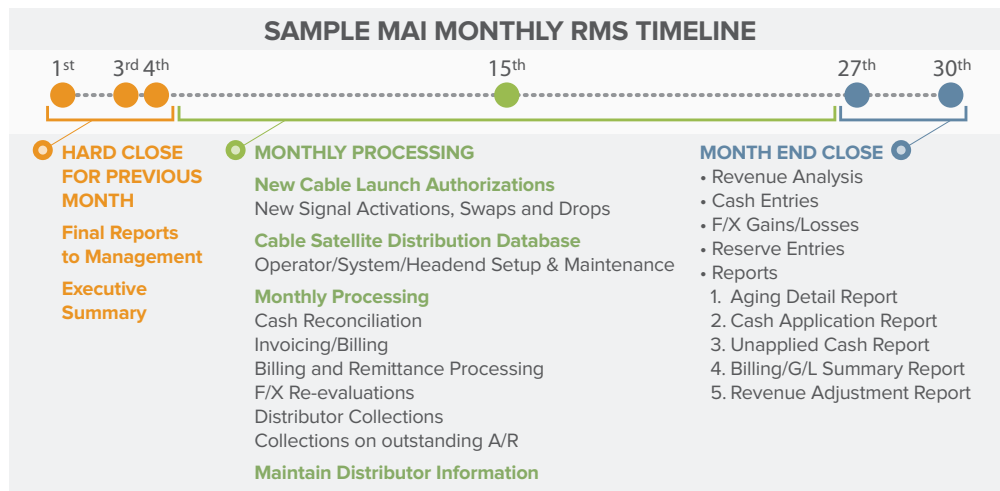 SAMPLE MAI MONTHLY RMS TIMELINE
1st 3rd 4th 15th 27th 30th
HARD CLOSE
FOR PREVIOUS
MONTH
Final Reports
to Management
Executive
Summary
MONTHLY PROCESSING
New Cable Launch Authorizations
New Signal Activations, Swaps and Drops
Cable Satellite Distribution Database
Operator/System/Headend Setup & Maintenance
Monthly Processing
Cash Reconciliation
Invoicing/Billing
Billing and Remittance Processing
F/X Re-evaluations
Distributor Collections
Collections on outstanding A/R
Maintain Distributor Information
MONTH END CLOSE
• Revenue Analysis
• Cash Entries
• F/X Gains/Losses
• Reserve Entries
• Reports
1. Aging Detail Report
2. Cash Application Report
3. Unapplied Cash Report
4. Billing/G/L Summary Report
5. Revenue Adjustment Report